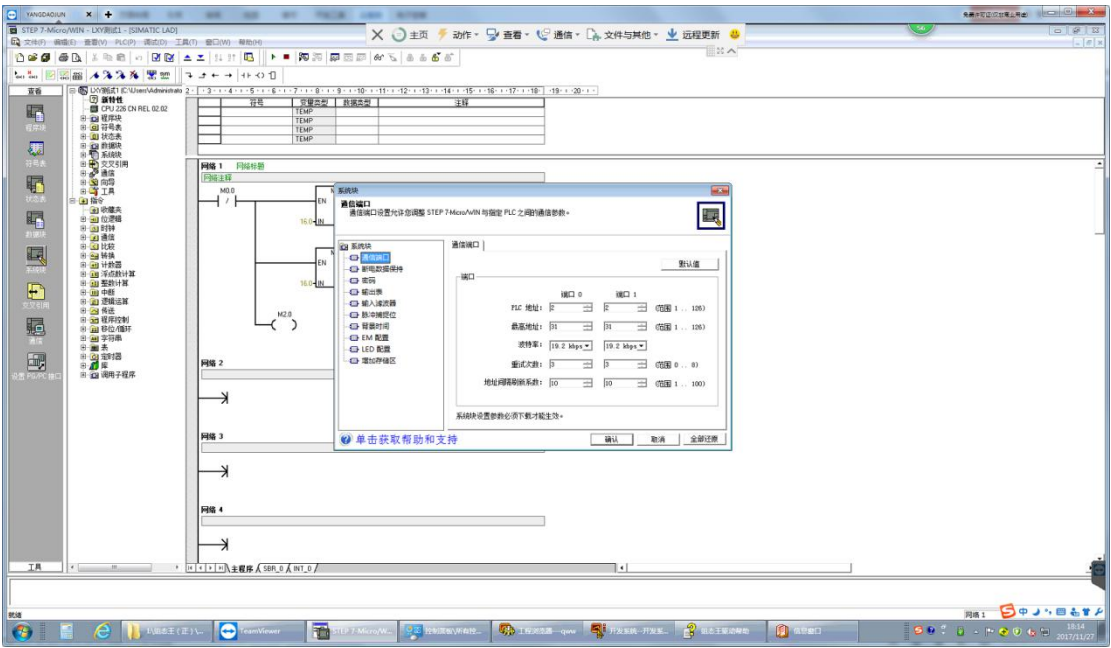 YANGDAOJUN
STEP 7-Micro/WIN - LXY测试1 - [SIMATIC LAD]
主页 动作 查看 通信 文件与其他 远程更新
文件(F) 编辑(E) 查看(V) PLC(P) 调试(D) 工具(T) 窗口(W) 帮助(H)
查看
程序块
符号表
状态表
数据块
系统块
交叉引用
通信
设置 PG/PC 接口
工具
LXY测试1 (C:\Users\Administrato
新特性
CPU 226 CN REL 02.02
程序块
符号表
状态表
数据块
系统块
交叉引用
通信
向导
工具
指令
收藏夹
位逻辑
时钟
通信
比较
转换
计数器
浮点数计算
整数计算
中断
逻辑运算
传送
程序控制
移位/循环
字符串
表
定时器
库
调用子程序
符号 变量类型 数据类型 注释
TEMP
TEMP
TEMP
TEMP
网络 1 网络标题
网络注释
M0.0
EN
16.0 IN
EN
16.0 IN
M2.0
网络 2
网络 3
网络 4
系统块
通信端口
通信端口设置允许您调整 STEP 7-Micro/WIN 与指定 PLC 之间的通信参数。
系统块
通信端口
断电数据保持
密码
输出表
输入滤波器
脉冲捕捉位
背景时间
EM 配置
LED 配置
增加存储区
通信端口
默认值
端口
端口 0 端口 1
PLC 地址: 2 2 (范围 1 .. 126)
最高地址: 31 31 (范围 1 .. 126)
波特率: 19.2 kbps 19.2 kbps
重试次数: 3 3 (范围 0 .. 8)
地址间隔刷新系数: 10 10 (范围 1 .. 100)
系统块设置参数必须下载才能生效。
单击获取帮助和支持
确认 取消 全部还原
主程序 SBR_0 INT_0
就绪
网络 1
TeamViewer
STEP 7-Micro/W...
18:54
2017/11/27